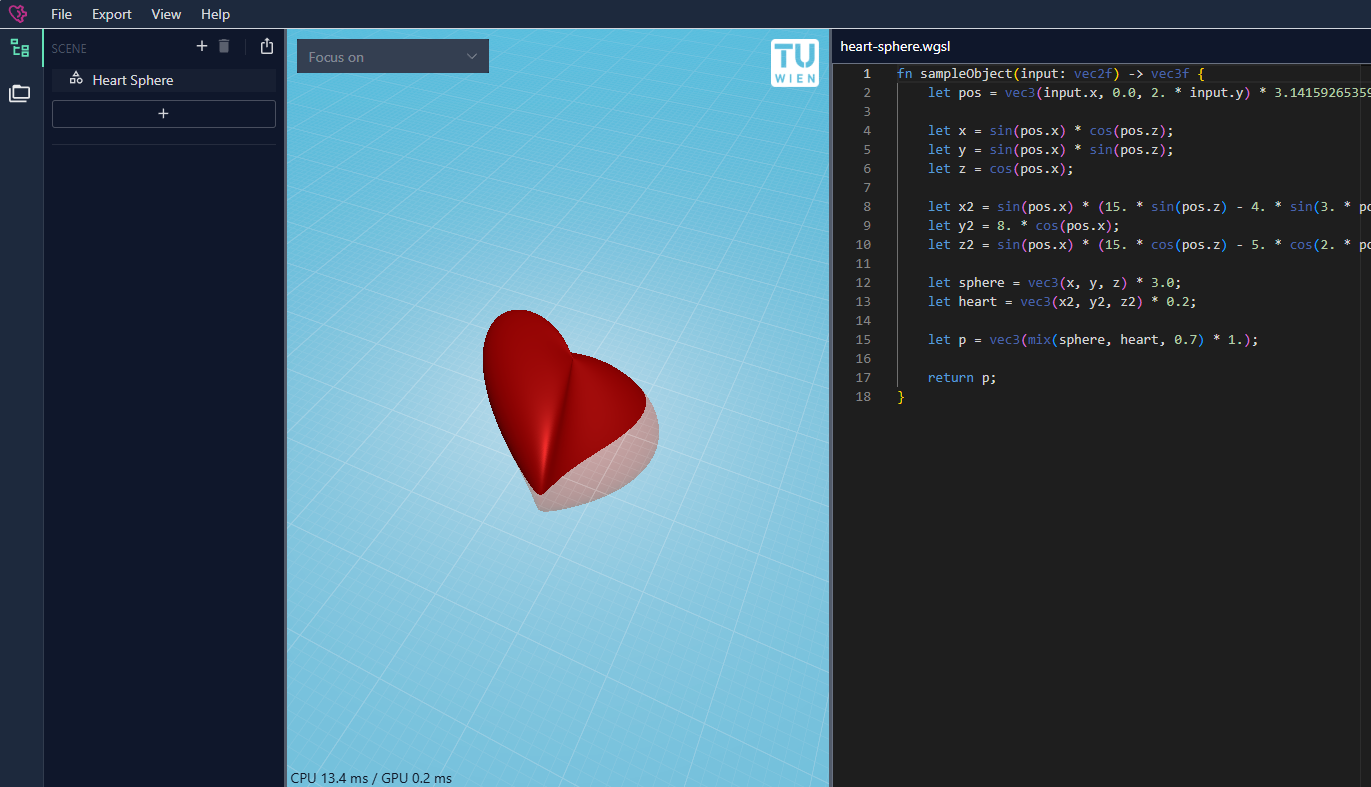 File Export View Help
SCENE
Heart Sphere
Focus on
TU
WIEN
CPU 13.4 ms / GPU 0.2 ms
heart-sphere.wgsl
1 fn sampleObject(input: vec2f) -> vec3f {
2 let pos = vec3(input.x, 0.0, 2. * input.y) * 3.14159265359
3
4 let x = sin(pos.x) * cos(pos.z);
5 let y = sin(pos.x) * sin(pos.z);
6 let z = cos(pos.x);
7
8 let x2 = sin(pos.x) * (15. * sin(pos.z) - 4. * sin(3. * po
9 let y2 = 8. * cos(pos.x);
10 let z2 = sin(pos.x) * (15. * cos(pos.z) - 5. * cos(2. * po
11
12 let sphere = vec3(x, y, z) * 3.0;
13 let heart = vec3(x2, y2, z2) * 0.2;
14
15 let p = vec3(mix(sphere, heart, 0.7) * 1.);
16
17 return p;
18 }